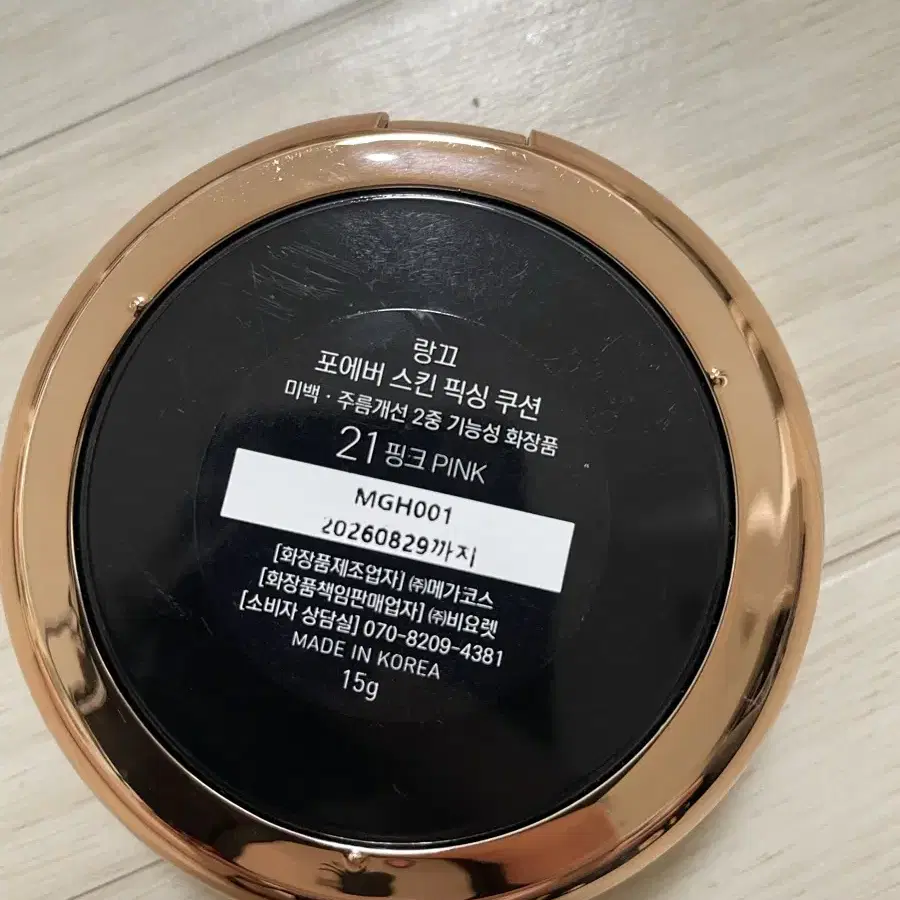 랑끄
포에버 스킨 픽싱 쿠션
미백 · 주름개선 2중 기능성 화장품
21 핑크 PINK
MGH001
20260829까지
[화장품제조업자] ㈜메가코스
[화장품책임판매업자] ㈜비요렛
[소비자 상담실] 070-8209-4381
MADE IN KOREA
15g